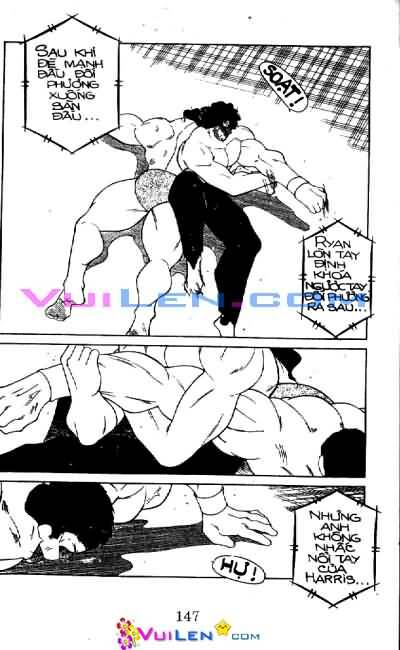 SAU KHI
ĐÈ MẠNH
ĐẦU ĐỐI
PHƯƠNG
XUỐNG
SÀN
ĐẤU...
SOẠT!
RYAN
LÒN TAY
ĐỊNH
KHÓA
NGƯỢC TAY
ĐỐI PHƯƠNG
RA SAU...
VUILEN.COM
NHƯNG
ANH
KHÔNG
NHẤC
NỔI TAY
CỦA
HARRIS...
HỰ!
147
VUILEN.COM